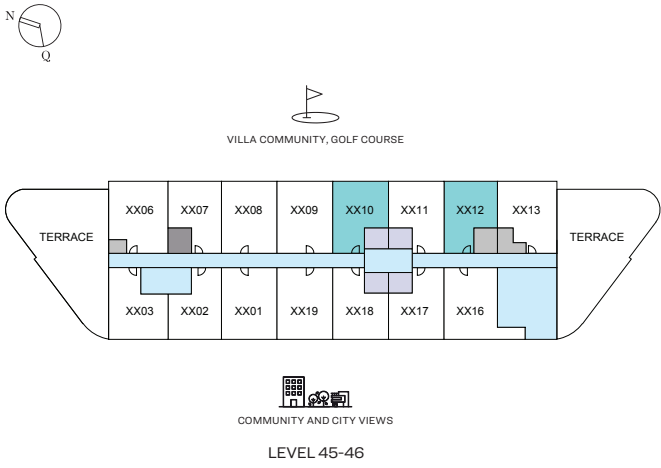 N
Q
VILLA COMMUNITY, GOLF COURSE
XX06 XX07 XX08 XX09 XX10 XX11 XX12 XX13
TERRACE TERRACE
XX03 XX02 XX01 XX19 XX18 XX17 XX16
COMMUNITY AND CITY VIEWS
LEVEL 45-46